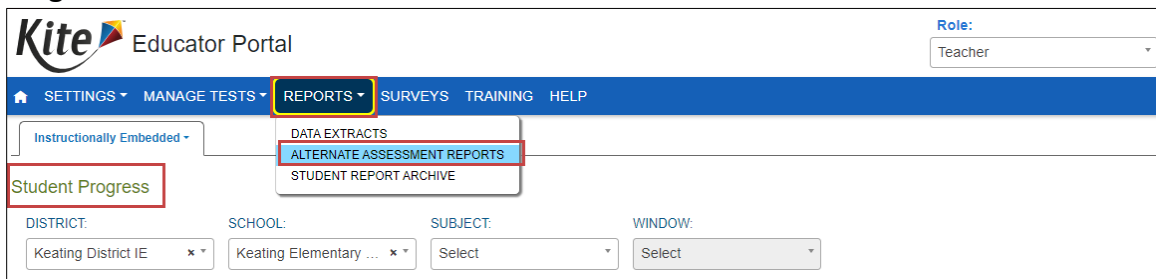 Kite Educator Portal
Role:
Teacher
SETTINGS MANAGE TESTS REPORTS SURVEYS TRAINING HELP
Instructionally Embedded
DATA EXTRACTS
ALTERNATE ASSESSMENT REPORTS
STUDENT REPORT ARCHIVE
Student Progress
DISTRICT: SCHOOL: SUBJECT: WINDOW:
Keating District IE × Keating Elementary ... × Select Select